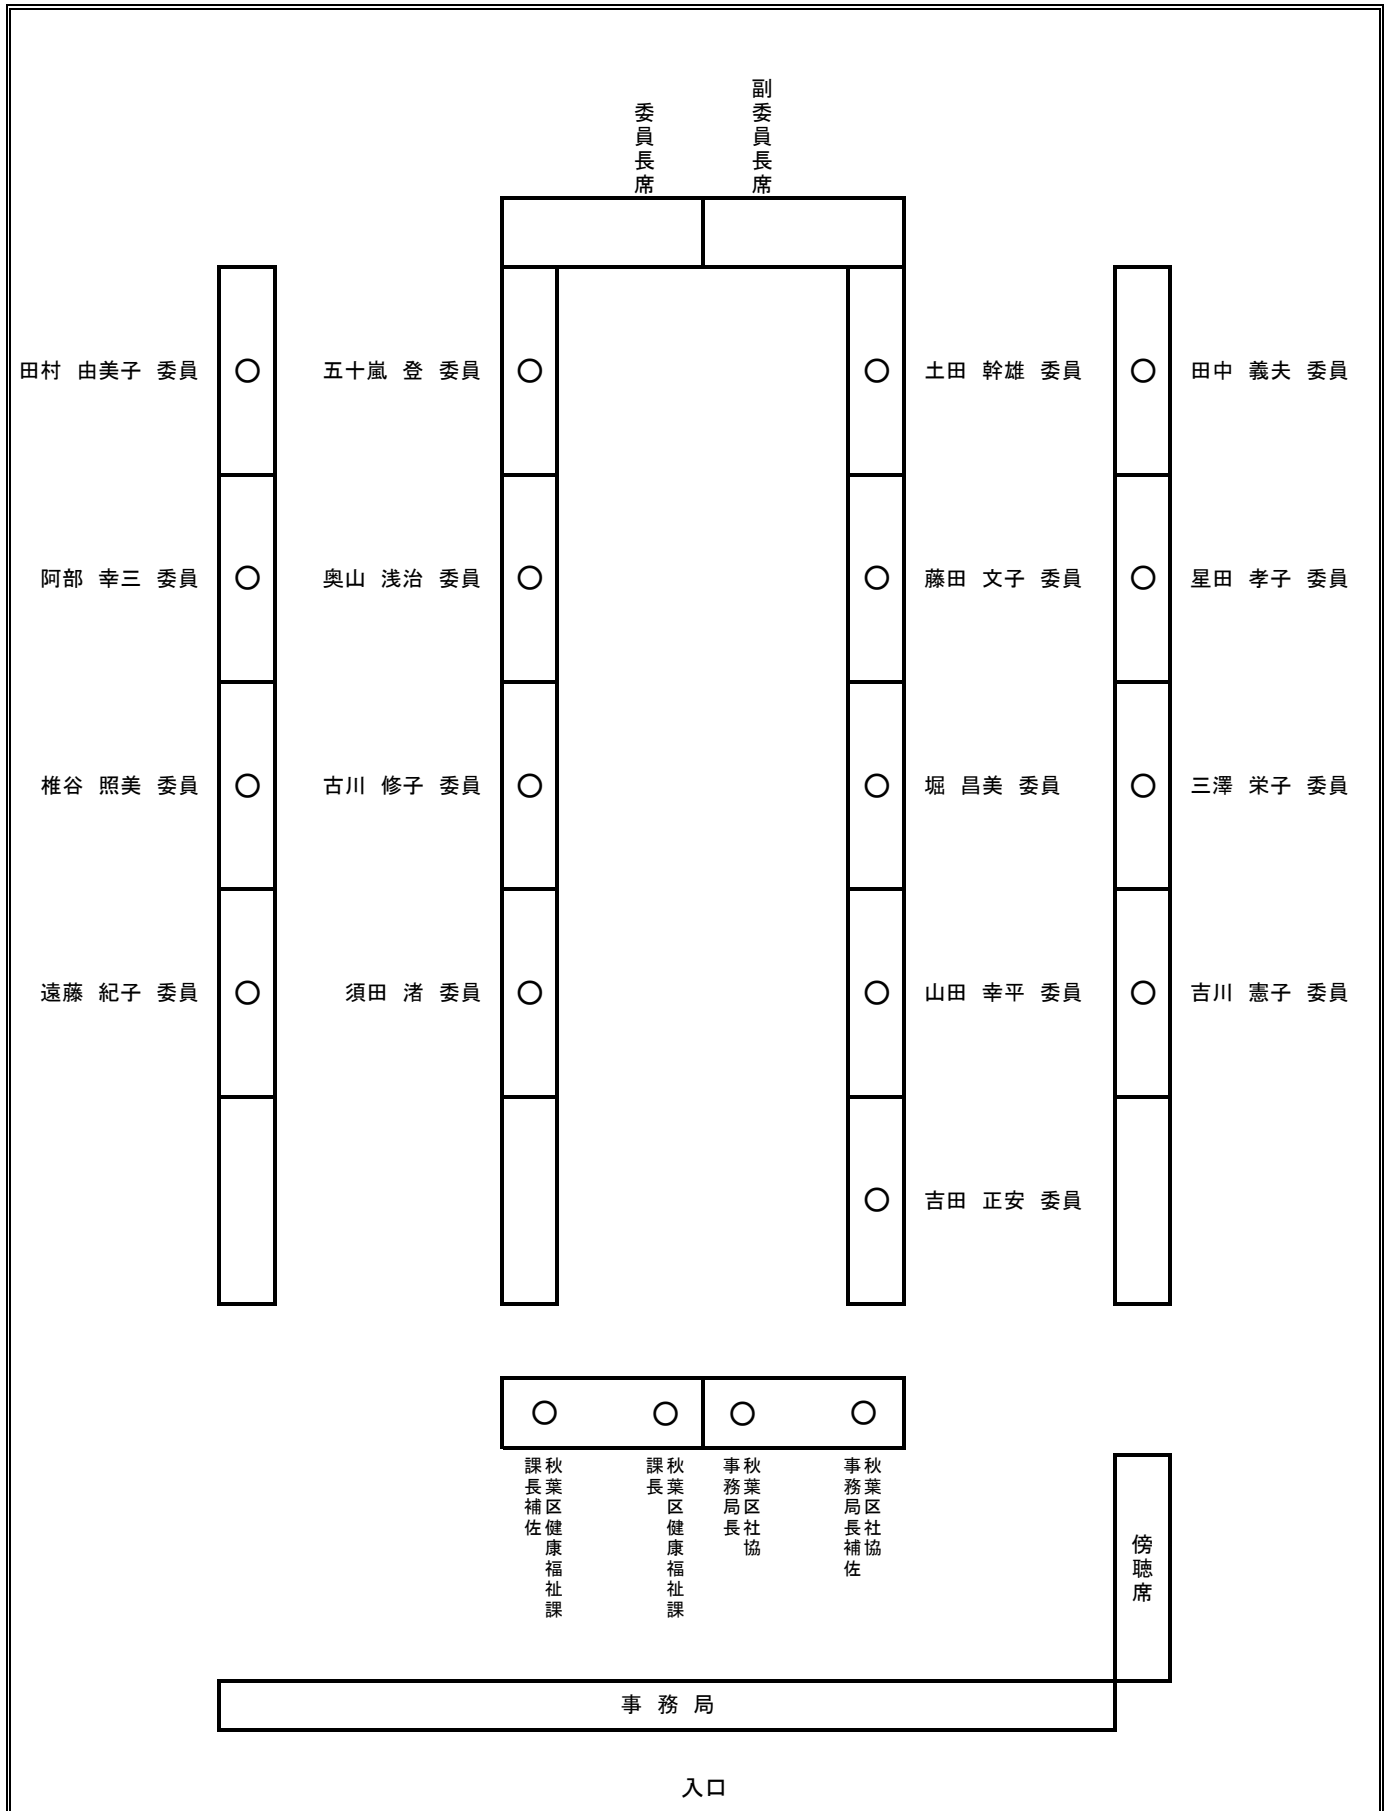 委員長席
副委員長席
田村 由美子 委員
○
五十嵐 登 委員
○
○
土田 幹雄 委員
○
田中 義夫 委員
阿部 幸三 委員
○
奥山 浅治 委員
○
○
藤田 文子 委員
○
星田 孝子 委員
椎谷 照美 委員
○
古川 修子 委員
○
○
堀 昌美 委員
○
三澤 栄子 委員
遠藤 紀子 委員
○
須田 渚 委員
○
○
山田 幸平 委員
○
吉川 憲子 委員
○
吉田 正安 委員
○
○
○
○
秋葉区健康福祉課
課長補佐
秋葉区健康福祉課
課長
秋葉区社協
事務局長
秋葉区社協
事務局長補佐
傍聴席
事 務 局
入口